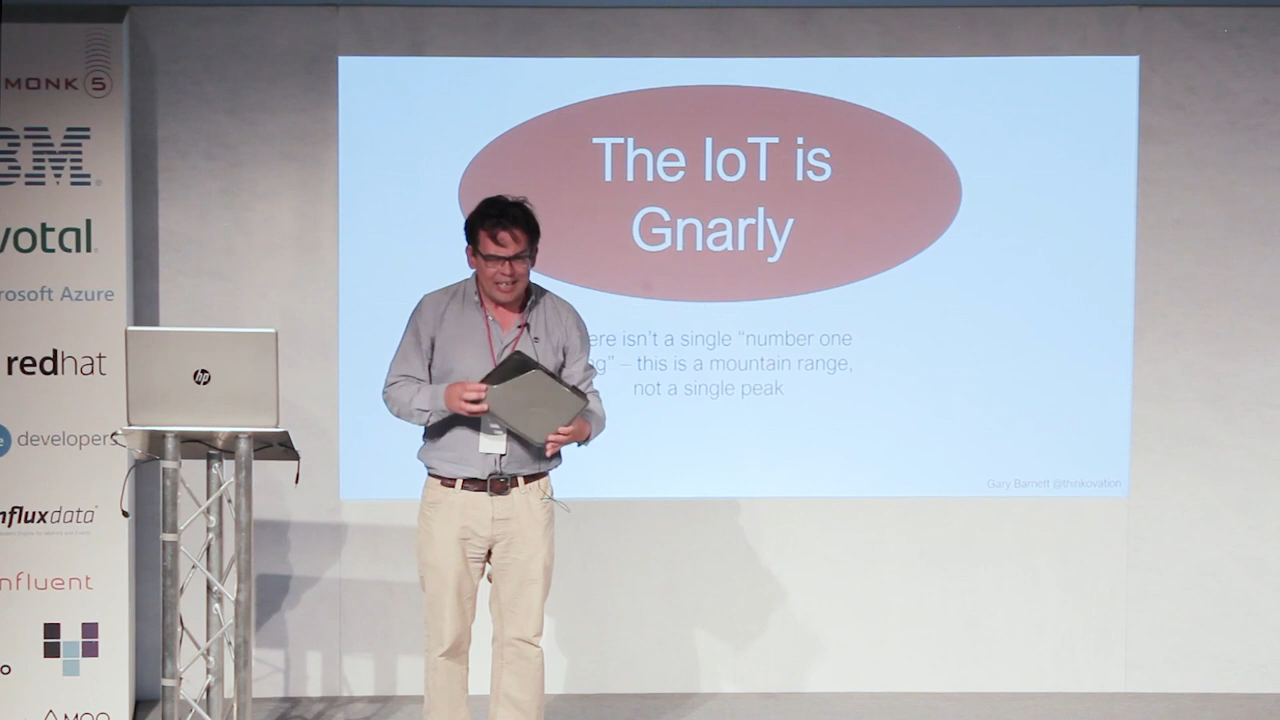 MONK 5
BM
votal
rosoft Azure
redhat
developers
nfluxdata
nfluent
hp
The IoT is
Gnarly
ere isn't a single "number one
g" – this is a mountain range,
not a single peak
Gary Barnett @thinkovation